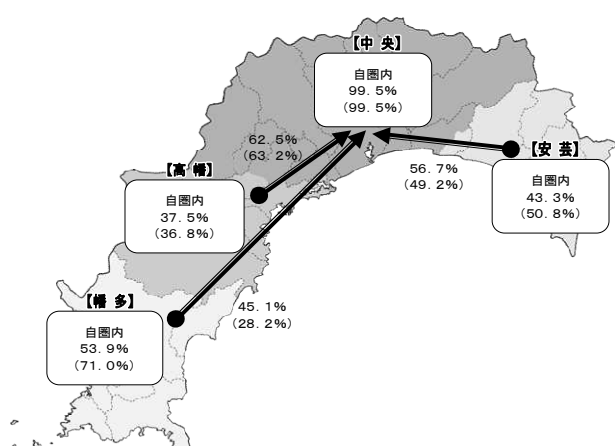 【中 央】
自圏内
99.5%
(99.5%)
62.5%
(63.2%)
【高 幡】
自圏内
37.5%
(36.8%)
56.7%
(49.2%)
【安 芸】
自圏内
43.3%
(50.8%)
45.1%
(28.2%)
【幡 多】
自圏内
53.9%
(71.0%)